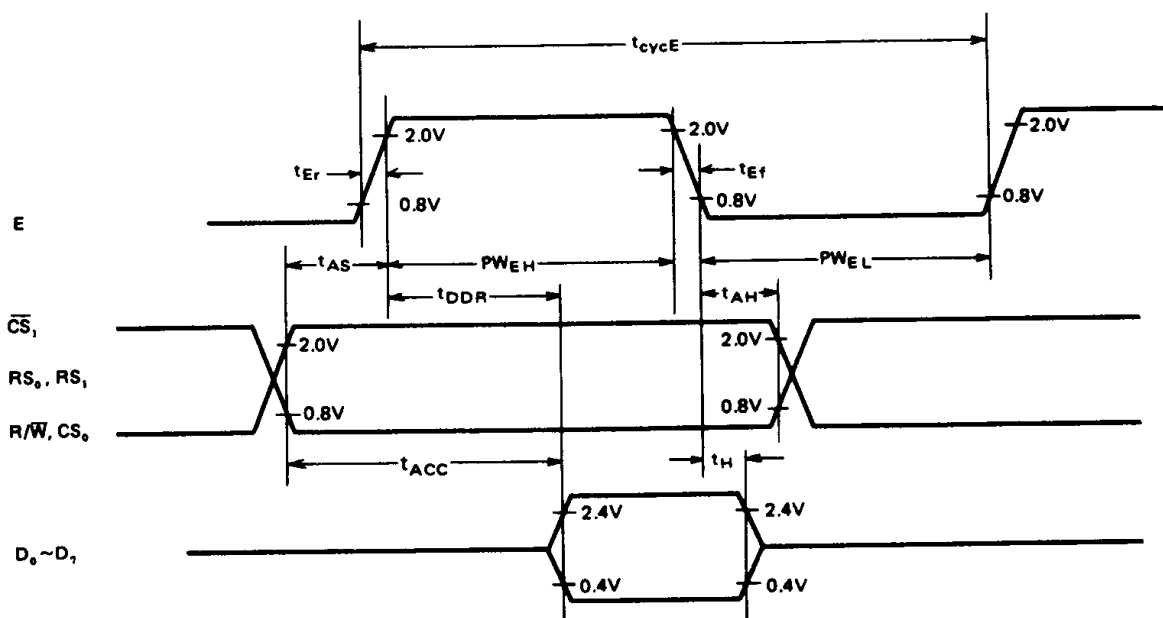 tcycE
2.0V 2.0V 2.0V
tEr tEf
0.8V 0.8V 0.8V
E
tAS PWEH PWEL
tDDR tAH
C̅S̅₁
2.0V 2.0V
RS₀, RS₁
0.8V 0.8V
R/W̅, CS₀
tACC tH
2.4V 2.4V
D₀~D₇
0.4V 0.4V